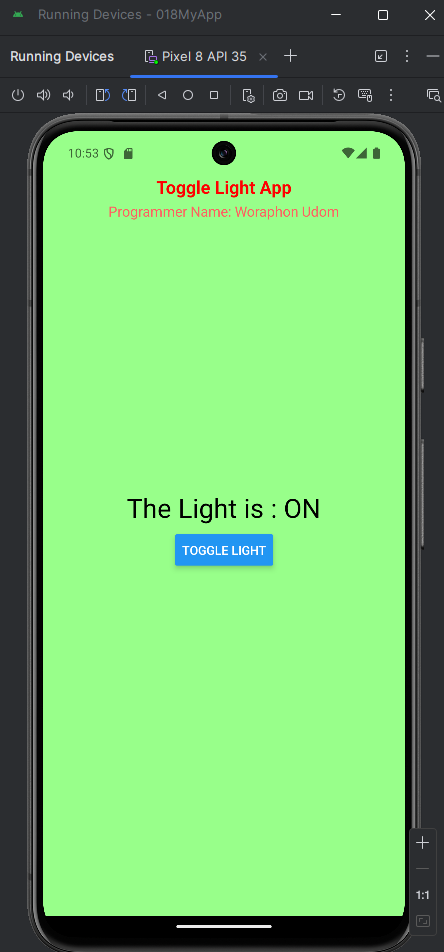 Running Devices - 018MyApp
Running Devices
Pixel 8 API 35
10:53
Toggle Light App
Programmer Name: Woraphon Udom
The Light is : ON
TOGGLE LIGHT
1:1